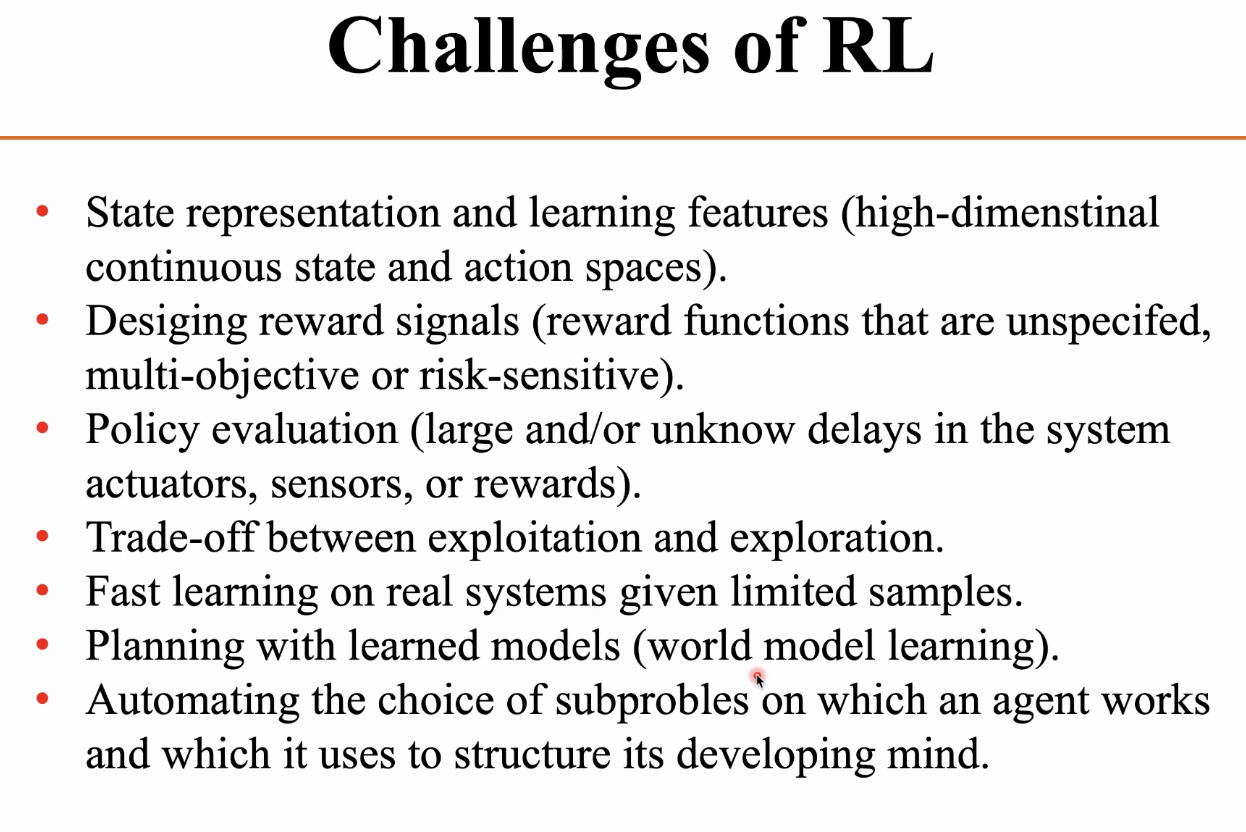 Challenges of RL
• State representation and learning features (high-dimenstinal
continuous state and action spaces).
• Desiging reward signals (reward functions that are unspecifed,
multi-objective or risk-sensitive).
• Policy evaluation (large and/or unknow delays in the system
actuators, sensors, or rewards).
• Trade-off between exploitation and exploration.
• Fast learning on real systems given limited samples.
• Planning with learned models (world model learning).
• Automating the choice of subprobles on which an agent works
and which it uses to structure its developing mind.